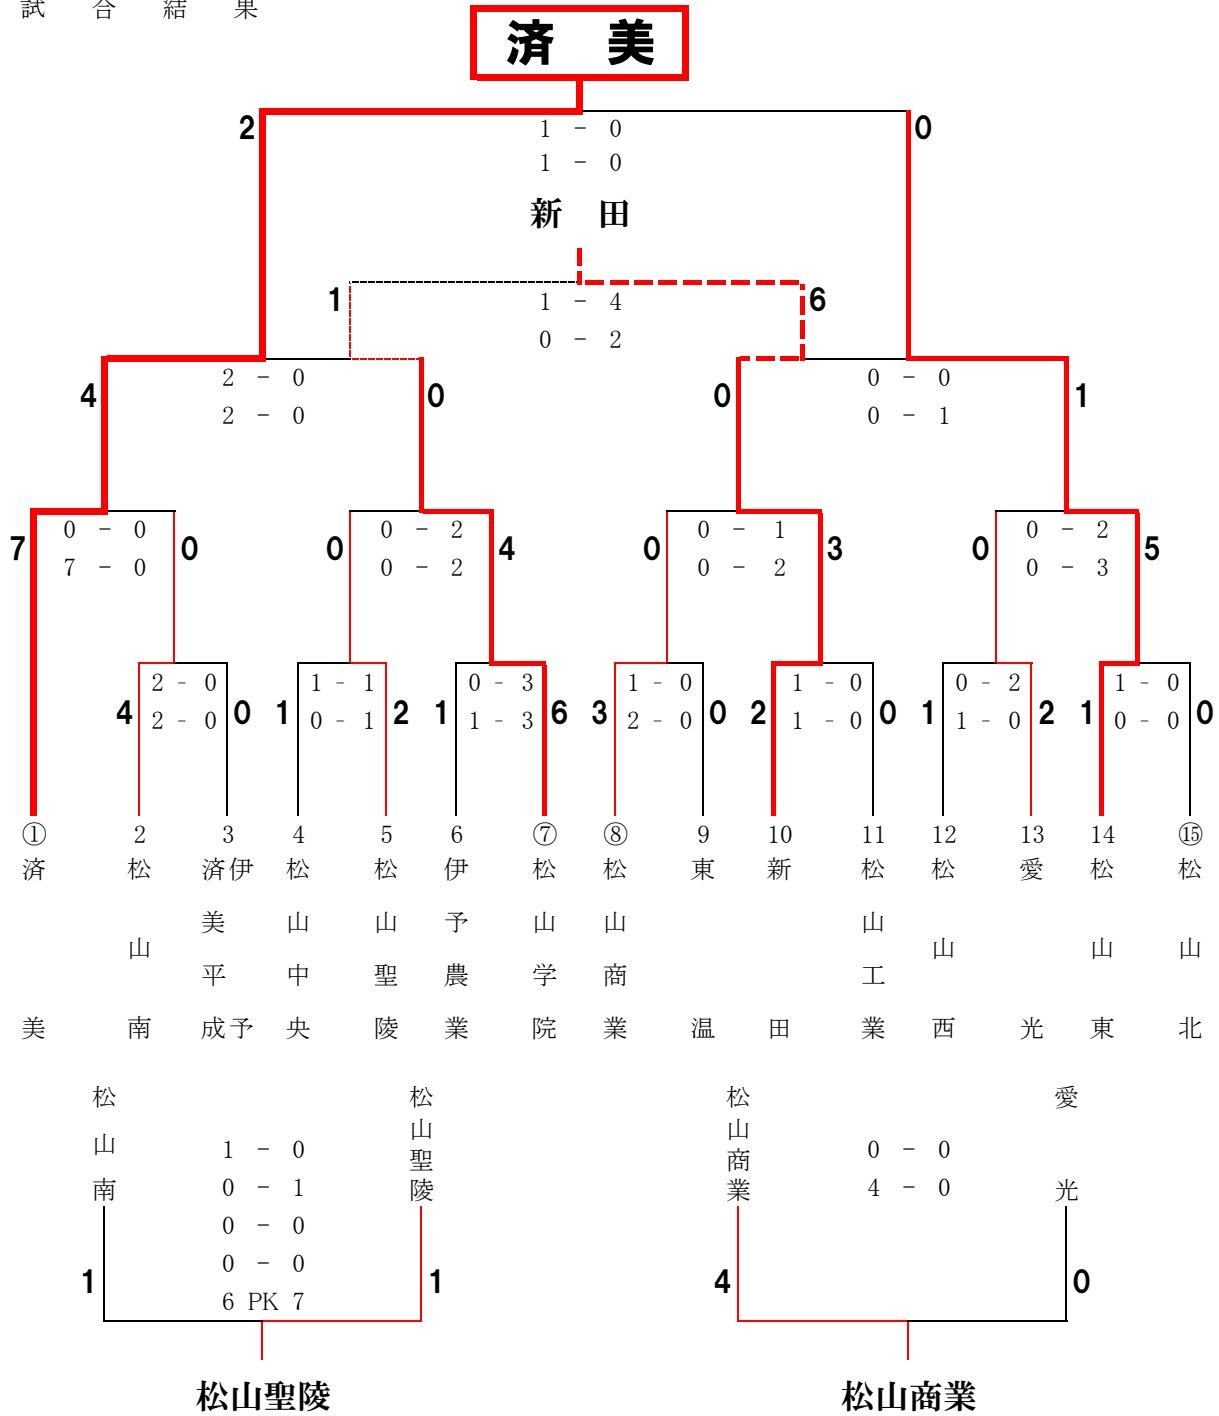 試合結果
済美
2 0
1 - 0
1 - 0
新田
1 6
1 - 4
0 - 2
4 2 - 0 0 0 0 - 0 1
2 - 0 0 - 1
7 0 - 0 0 0 0 - 2 4 0 0 - 1 3 0 0 - 2 5
7 - 0 0 - 2 0 - 2 0 - 3
2 - 0 1 - 1 0 - 3 1 - 0 1 - 0 0 - 2 1 - 0
4 2 - 0 0 1 0 - 1 2 1 1 - 3 6 3 2 - 0 0 2 1 - 0 0 1 1 - 0 2 1 0 - 0 0
① 2 3 4 5 6 ⑦ ⑧ 9 10 11 12 13 14 ⑮
済美
松山南
済美平成
伊予
松山中央
松山聖陵
伊予農業
松山学院
松山商業
東温
新田
松山工業
松山西
愛光
松山東
松山北
松山南
松山聖陵
1 - 0
0 - 1
0 - 0
0 - 0
6 PK 7
1 1
松山聖陵
松山商業
愛光
0 - 0
4 - 0
4 0
松山商業